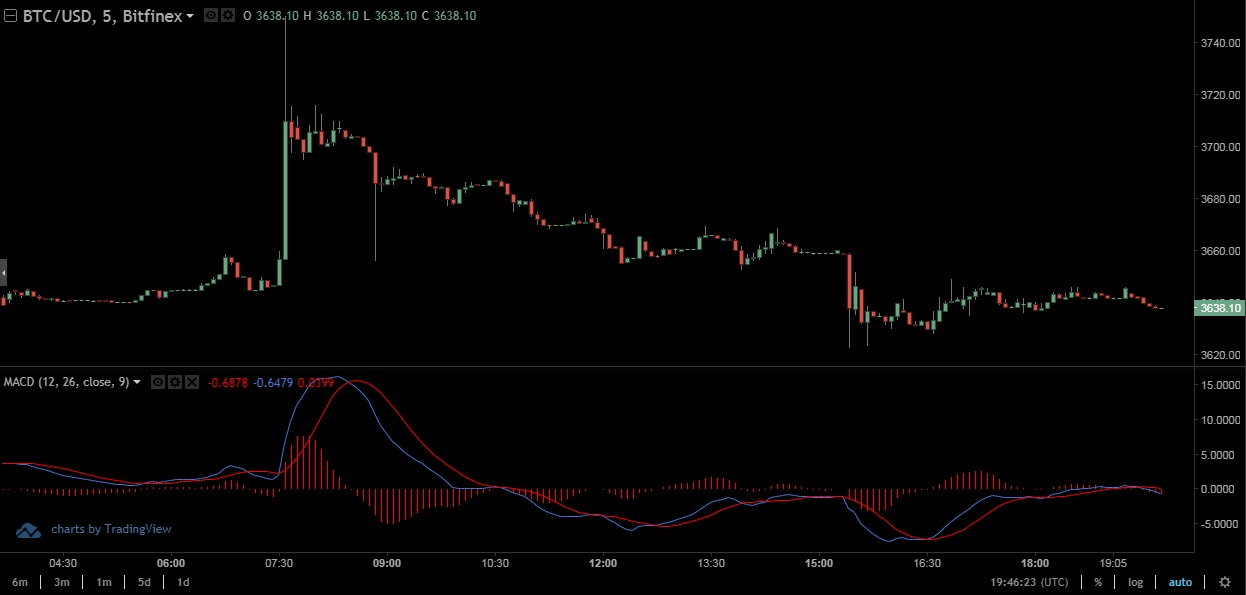 BTC/USD, 5, Bitfinex O 3638.10 H 3638.10 L 3638.10 C 3638.10
3740.00
3720.00
3700.00
3680.00
3660.00
3638.10
3620.00
MACD (12, 26, close, 9) -0.6878 -0.6479 0.0399
15.0000
10.0000
5.0000
0.0000
-5.0000
charts by TradingView
04:30 06:00 07:30 09:00 10:30 12:00 13:30 15:00 16:30 18:00 19:05
6m 3m 1m 5d 1d 19:46:23 (UTC) % log auto